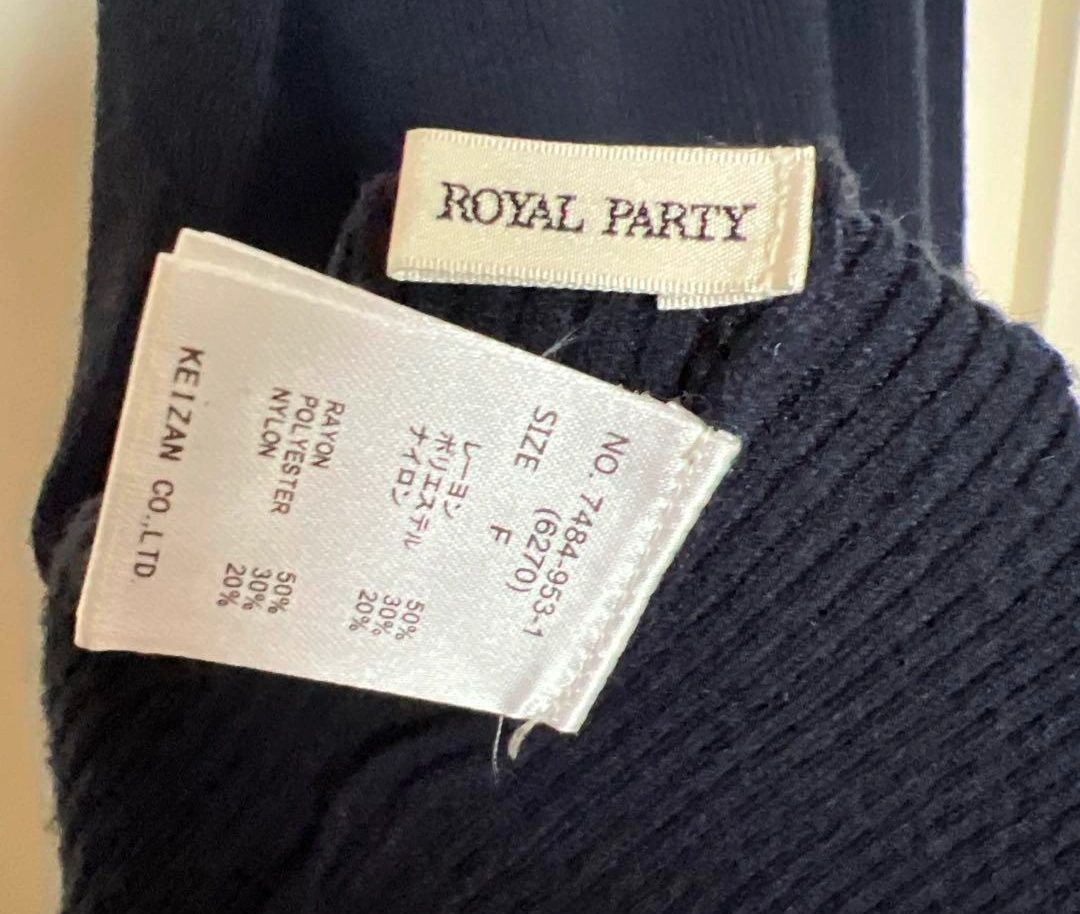 ROYAL PARTY
NO. 7484-953-1
(6270)
SIZE F
レーヨン 50%
ポリエステル 30%
ナイロン 20%
RAYON 50%
POLYESTER 30%
NYLON 20%
KEIZAN CO.,LTD.